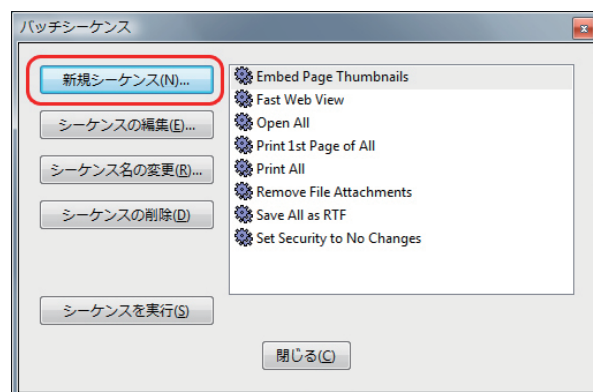 バッチシーケンス
新規シーケンス(N)...
シーケンスの編集(E)...
シーケンス名の変更(R)...
シーケンスの削除(D)
シーケンスを実行(S)
Embed Page Thumbnails
Fast Web View
Open All
Print 1st Page of All
Print All
Remove File Attachments
Save All as RTF
Set Security to No Changes
閉じる(C)